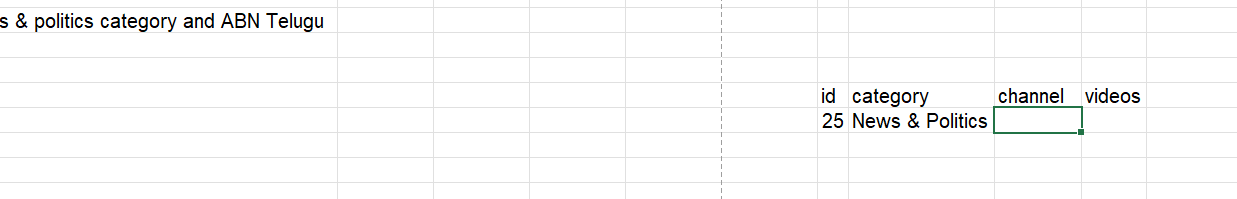 s & politics category and ABN Telugu
id category channel videos
25 News & Politics